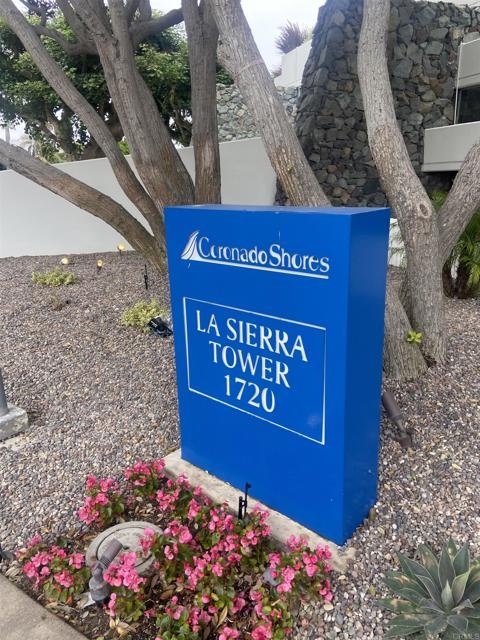 Coronado Shores
LA SIERRA
TOWER
1720